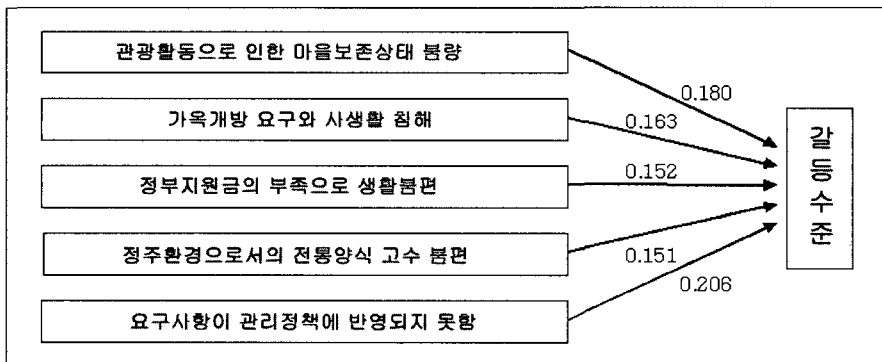 관광활동으로 인한 마을보존상태 불량
0.180
가옥개방 요구와 사생활 침해
0.163
정부지원금의 부족으로 생활불편
0.152
정주환경으로서의 전통양식 고수 불편
0.151
요구사항이 관리정책에 반영되지 못함
0.206
갈
등
수
준